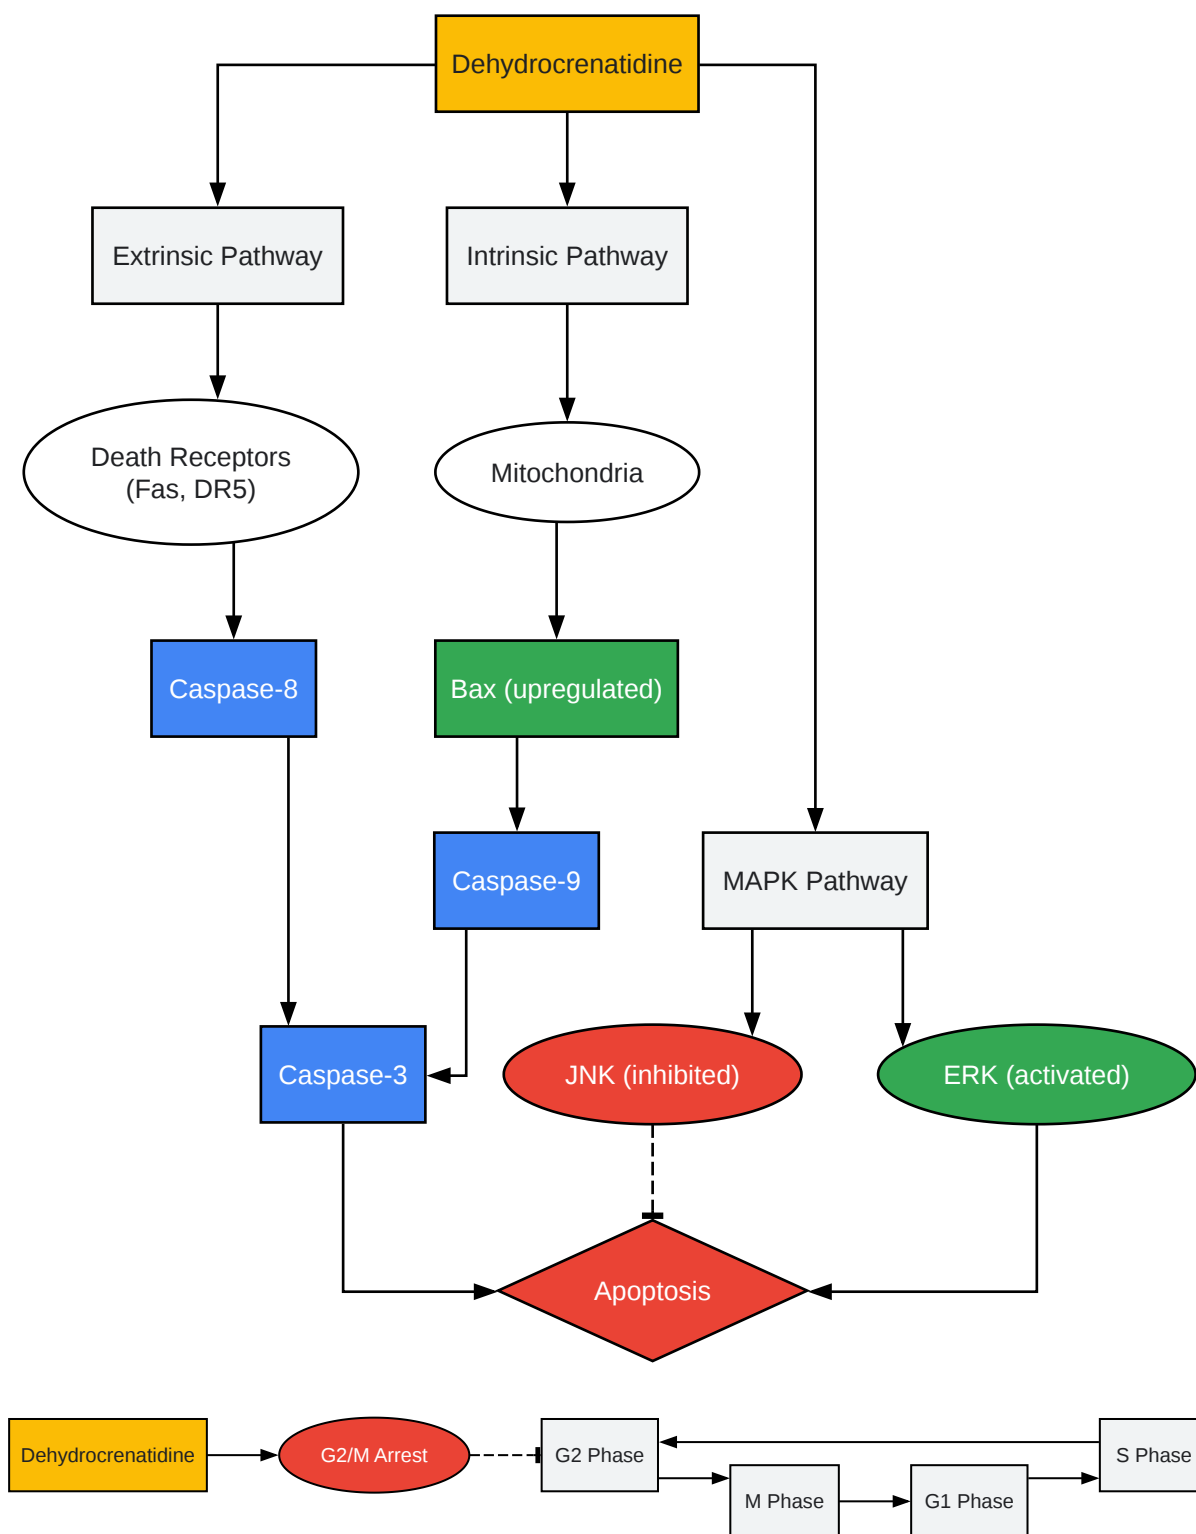 Dehydrocrenatidine
Extrinsic Pathway
Intrinsic Pathway
Death Receptors
(Fas, DR5)
Mitochondria
Caspase-8
Bax (upregulated)
Caspase-9
MAPK Pathway
Caspase-3
JNK (inhibited)
ERK (activated)
Apoptosis
Dehydrocrenatidine
G2/M Arrest
G2 Phase
S Phase
M Phase
G1 Phase